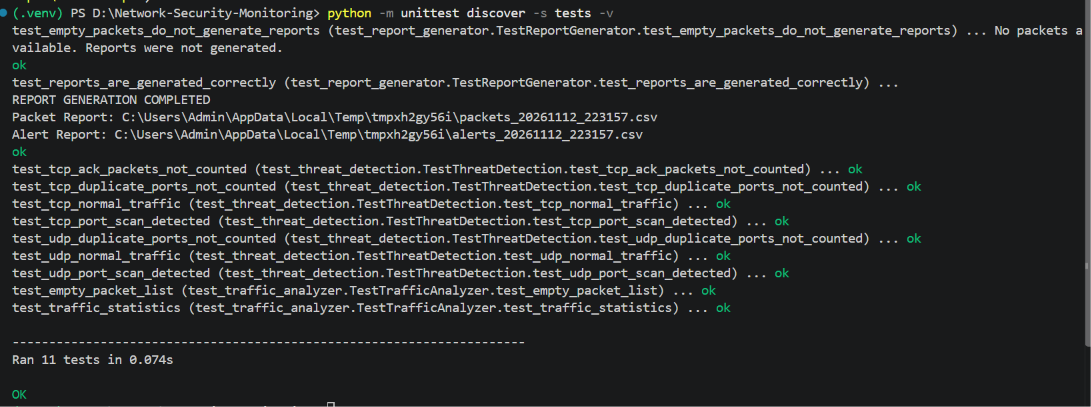 (.venv) PS D:\Network-Security-Monitoring> python -m unittest discover -s tests -v
test_empty_packets_do_not_generate_reports (test_report_generator.TestReportGenerator.test_empty_packets_do_not_generate_reports) ... No packets a
vailable. Reports were not generated.
ok
test_reports_are_generated_correctly (test_report_generator.TestReportGenerator.test_reports_are_generated_correctly) ...
REPORT GENERATION COMPLETED
Packet Report: C:\Users\Admin\AppData\Local\Temp\tmpxh2gy56i\packets_20261112_223157.csv
Alert Report: C:\Users\Admin\AppData\Local\Temp\tmpxh2gy56i\alerts_20261112_223157.csv
ok
test_tcp_ack_packets_not_counted (test_threat_detection.TestThreatDetection.test_tcp_ack_packets_not_counted) ... ok
test_tcp_duplicate_ports_not_counted (test_threat_detection.TestThreatDetection.test_tcp_duplicate_ports_not_counted) ... ok
test_tcp_normal_traffic (test_threat_detection.TestThreatDetection.test_tcp_normal_traffic) ... ok
test_tcp_port_scan_detected (test_threat_detection.TestThreatDetection.test_tcp_port_scan_detected) ... ok
test_udp_duplicate_ports_not_counted (test_threat_detection.TestThreatDetection.test_udp_duplicate_ports_not_counted) ... ok
test_udp_normal_traffic (test_threat_detection.TestThreatDetection.test_udp_normal_traffic) ... ok
test_udp_port_scan_detected (test_threat_detection.TestThreatDetection.test_udp_port_scan_detected) ... ok
test_empty_packet_list (test_traffic_analyzer.TestTrafficAnalyzer.test_empty_packet_list) ... ok
test_traffic_statistics (test_traffic_analyzer.TestTrafficAnalyzer.test_traffic_statistics) ... ok

----------------------------------------------------------------------
Ran 11 tests in 0.074s

OK